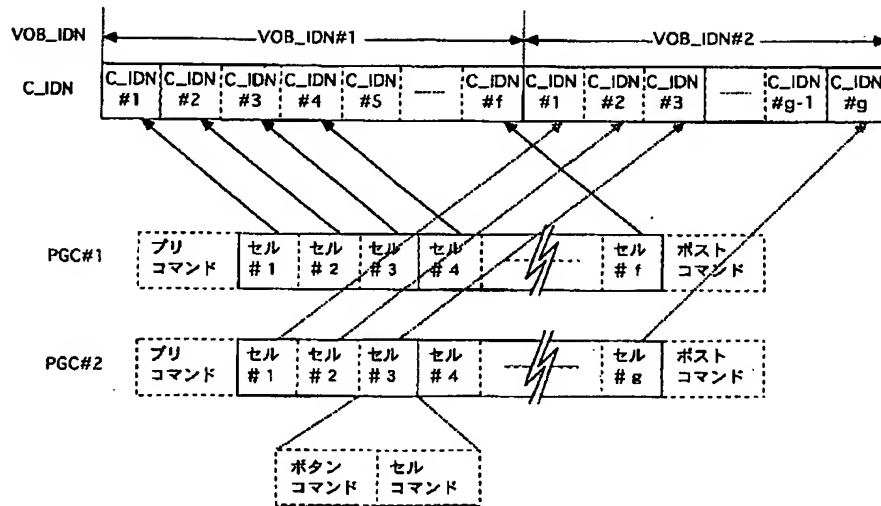 VOB_IDN VOB_IDN#1 VOB_IDN#2
C_IDN C_IDN C_IDN C_IDN C_IDN C_IDN C_IDN C_IDN C_IDN C_IDN C_IDN C_IDN
#1 #2 #3 #4 #5 #f #1 #2 #3 #g-1 #g
PGC#1 プリ セル セル セル セル セル ポスト
コマンド #1 #2 #3 #4 #f コマンド
PGC#2 プリ セル セル セル セル セル ポスト
コマンド #1 #2 #3 #4 #g コマンド
ボタン セル
コマンド コマンド